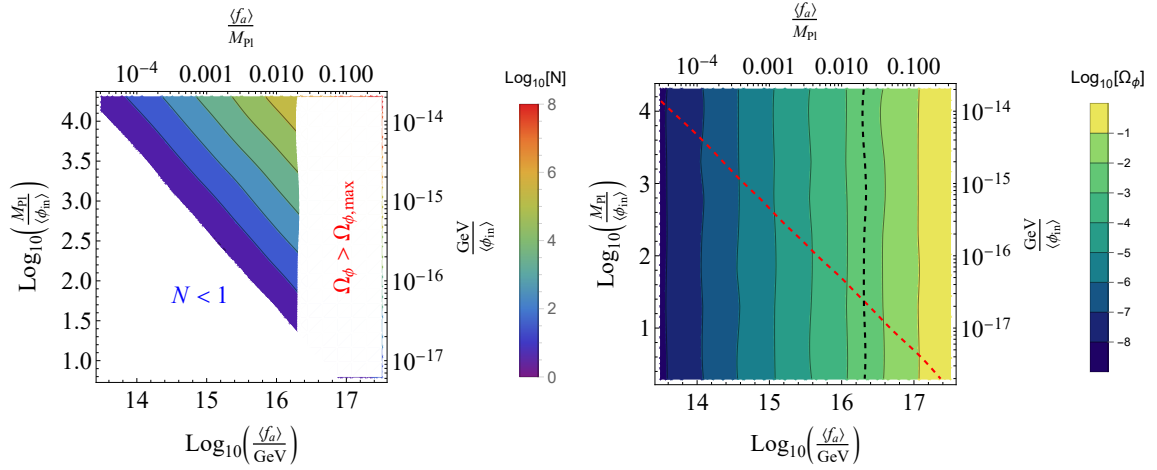 ⟨f_a⟩/M_Pl
10^-4 0.001 0.010 0.100
Log10[N]
4.0
3.5
3.0
2.5
2.0
1.5
1.0
Log10(M_Pl/⟨ϕ_in⟩)
N < 1
Ω_ϕ > Ω_ϕ,max
10^-14
10^-15
10^-16
10^-17
GeV/⟨ϕ_in⟩
8
6
4
2
0
14 15 16 17
Log10(⟨f_a⟩/GeV)
⟨f_a⟩/M_Pl
10^-4 0.001 0.010 0.100
Log10[Ω_ϕ]
4
3
2
1
Log10(M_Pl/⟨ϕ_in⟩)
10^-14
10^-15
10^-16
10^-17
GeV/⟨ϕ_in⟩
-1
-2
-3
-4
-5
-6
-7
-8
14 15 16 17
Log10(⟨f_a⟩/GeV)